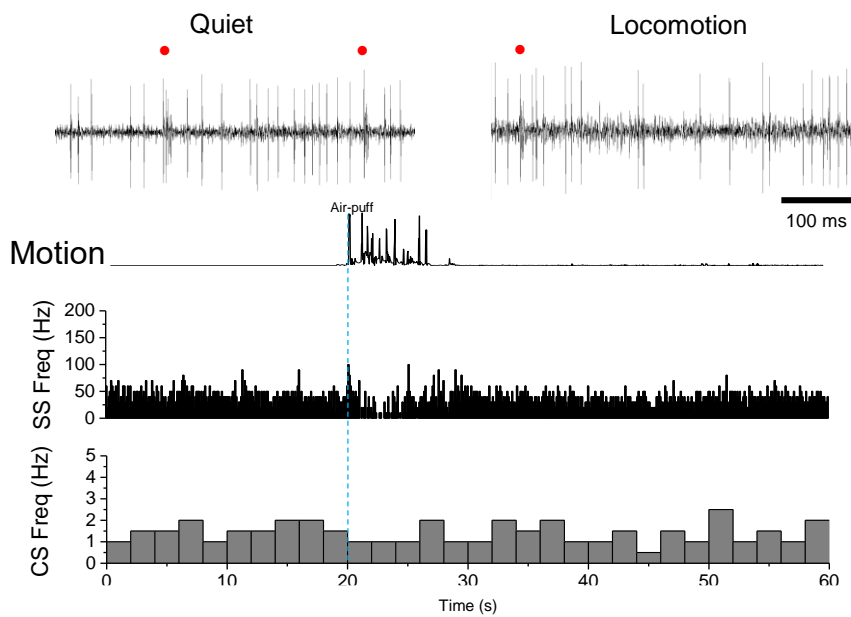 Quiet
Locomotion
100 ms
Air-puff
Motion
SS Freq (Hz)
200
150
100
50
0
CS Freq (Hz)
5
4
3
2
1
0
0 10 20 30 40 50 60
Time (s)